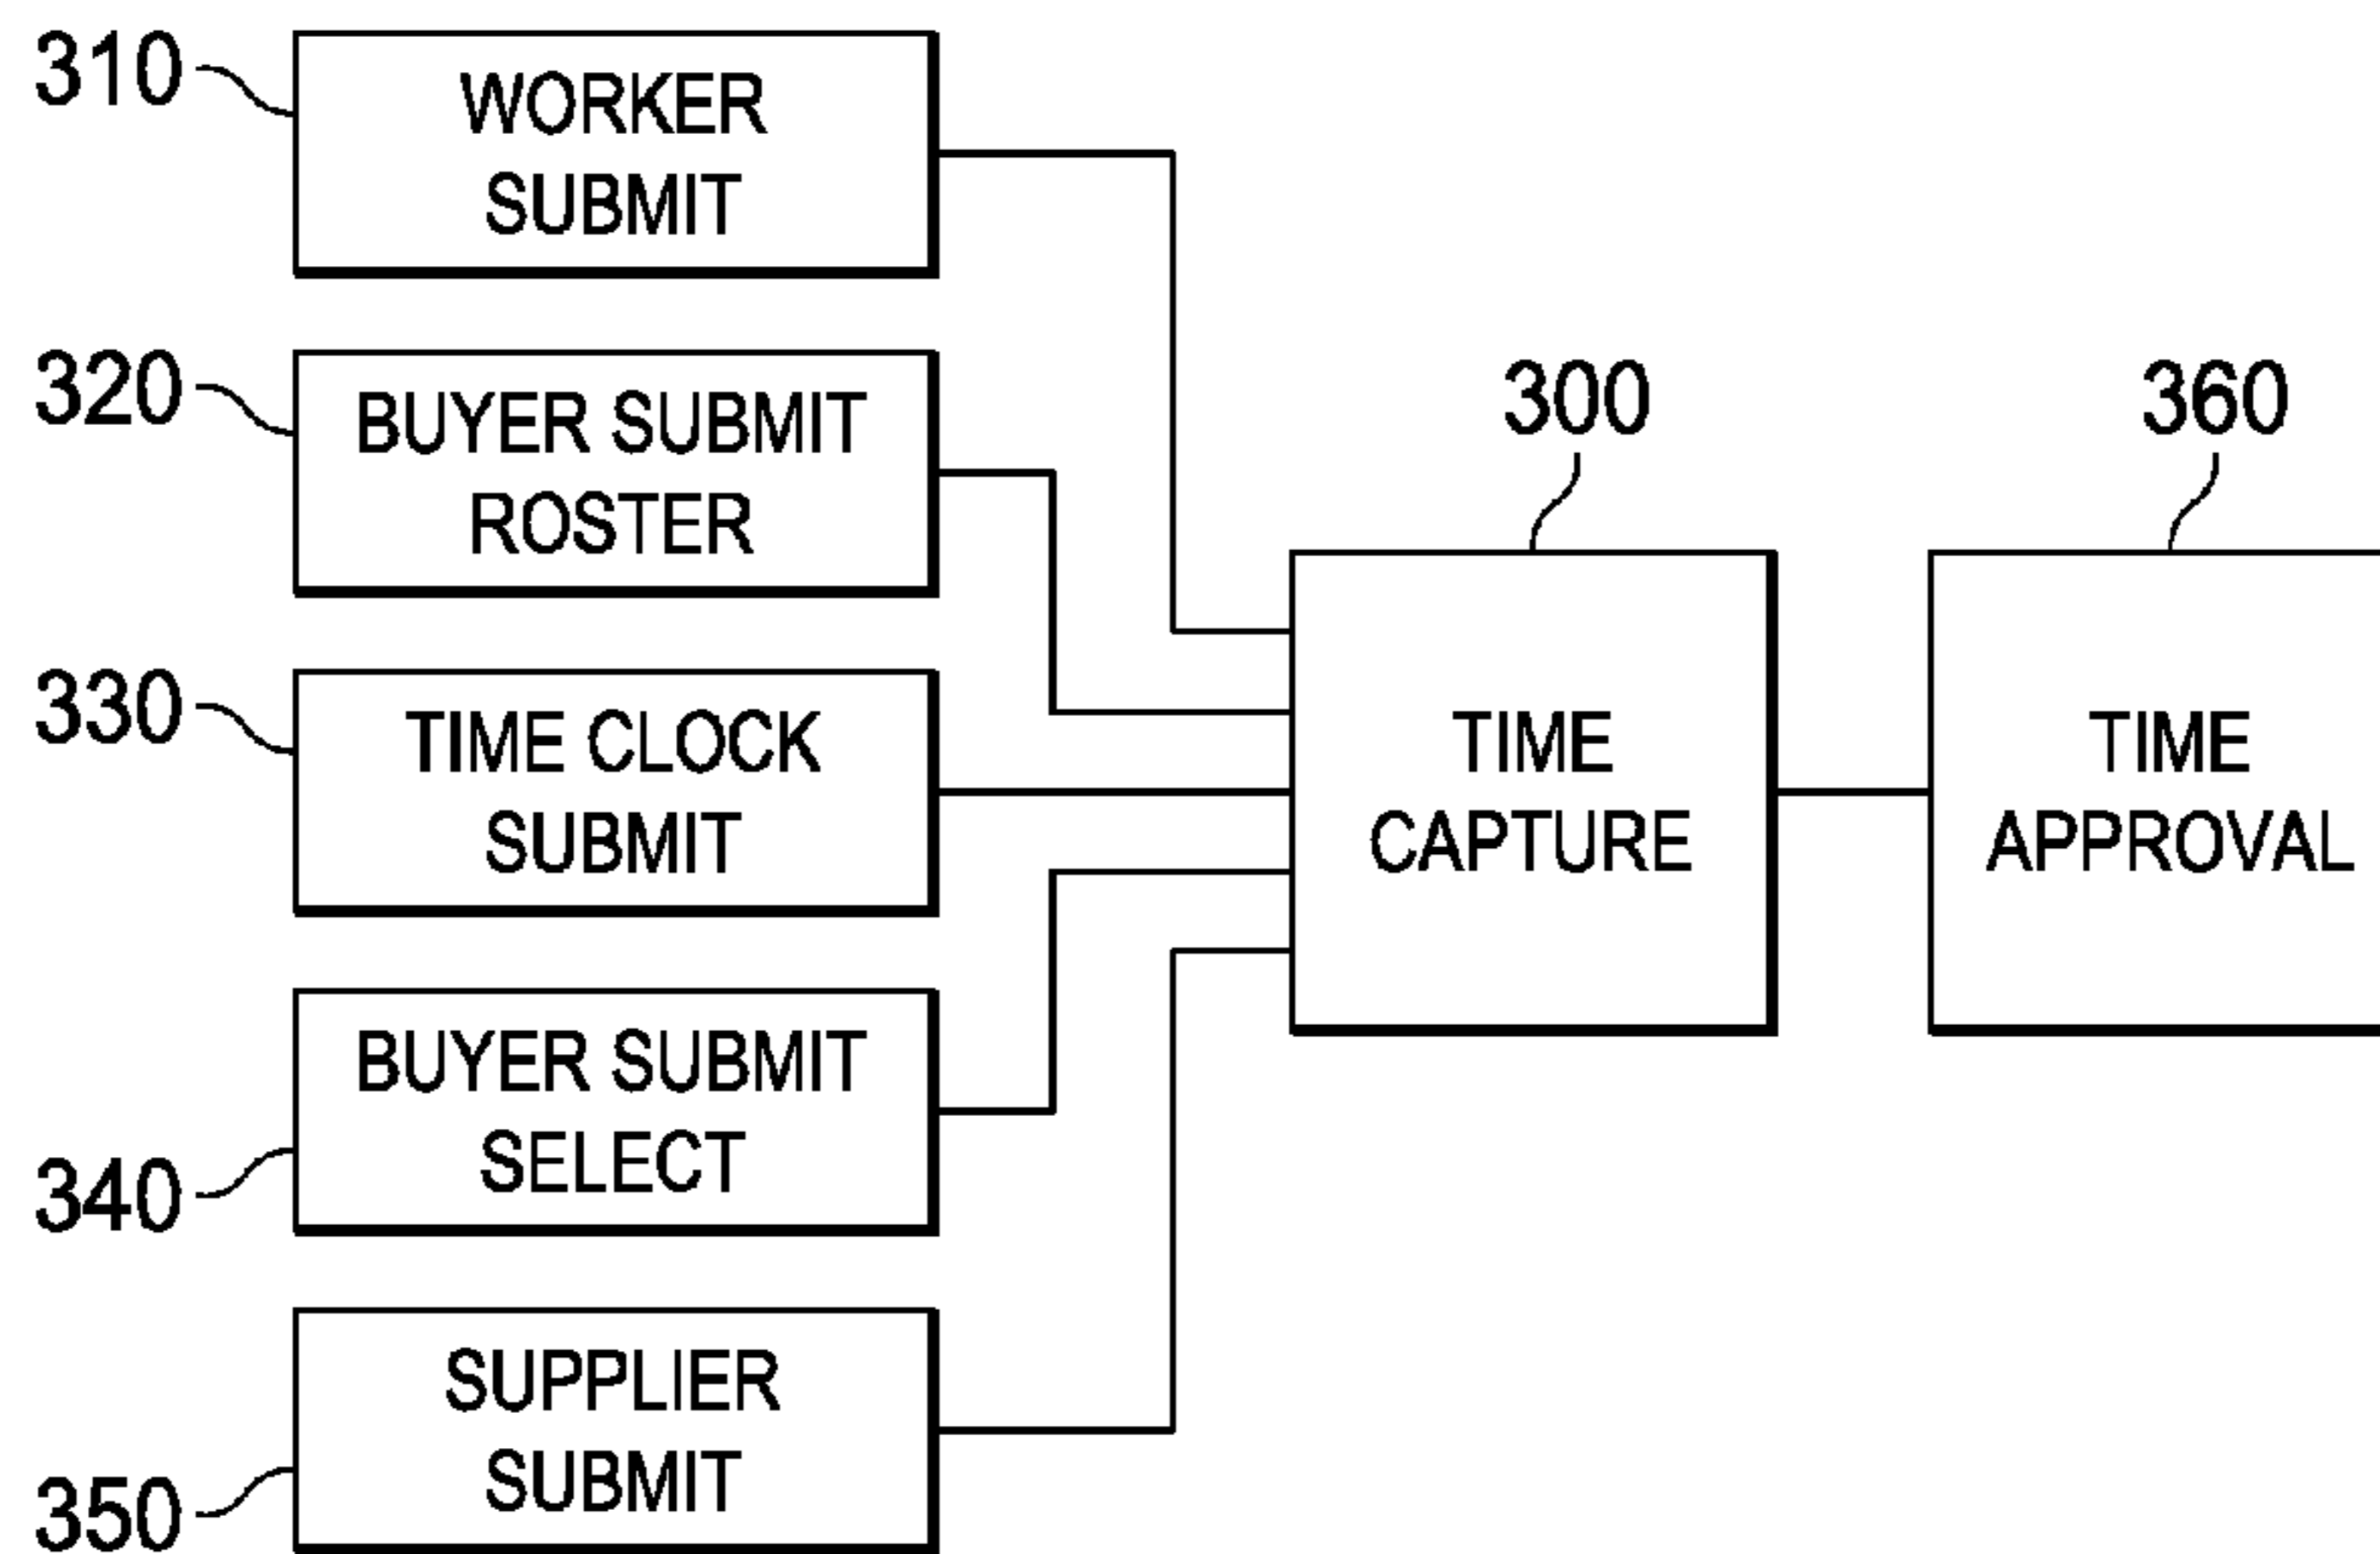 310
WORKER
SUBMIT
320
BUYER SUBMIT
ROSTER
330
TIME CLOCK
SUBMIT
340
BUYER SUBMIT
SELECT
350
SUPPLIER
SUBMIT
300
TIME
CAPTURE
360
TIME
APPROVAL